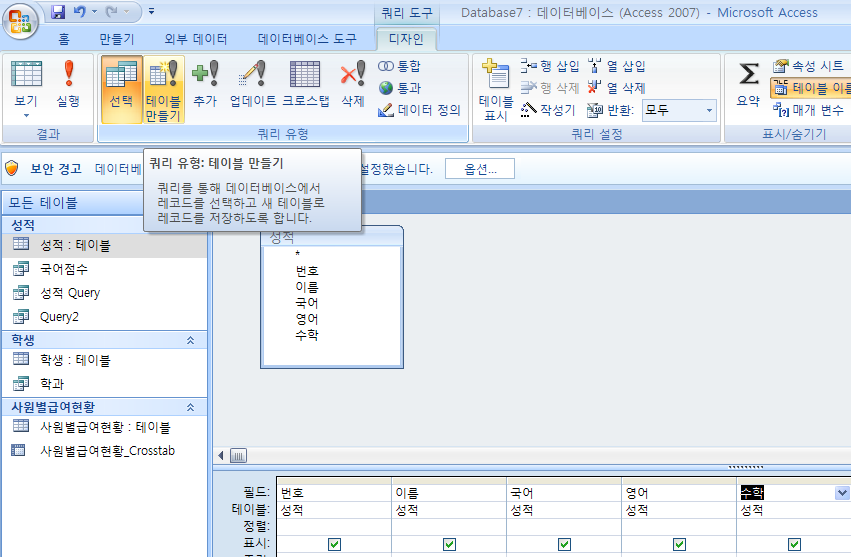 쿼리 도구
Database7 : 데이터베이스 (Access 2007) - Microsoft Access
홈 만들기 외부 데이터 데이터베이스 도구 디자인
보기 실행 선택 테이블 만들기 추가 업데이트 크로스탭 삭제
통합
통과
데이터 정의
테이블 표시
행 삽입 열 삽입
행 삭제 열 삭제
작성기 반환: 모두
요약
속성 시트
테이블 이름
매개 변수
결과 쿼리 유형 쿼리 설정 표시/숨기기
보안 경고 데이터베 설정했습니다. 옵션...
쿼리 유형: 테이블 만들기
쿼리를 통해 데이터베이스에서
레코드를 선택하고 새 테이블로
레코드를 저장하도록 합니다.
모든 테이블
성적
성적 : 테이블
국어점수
성적 Query
Query2
학생
학생 : 테이블
학과
사원별급여현황
사원별급여현황 : 테이블
사원별급여현황_Crosstab
성적
*
번호
이름
국어
영어
수학
필드: 번호 이름 국어 영어 수학
테이블: 성적 성적 성적 성적 성적
정렬:
표시: